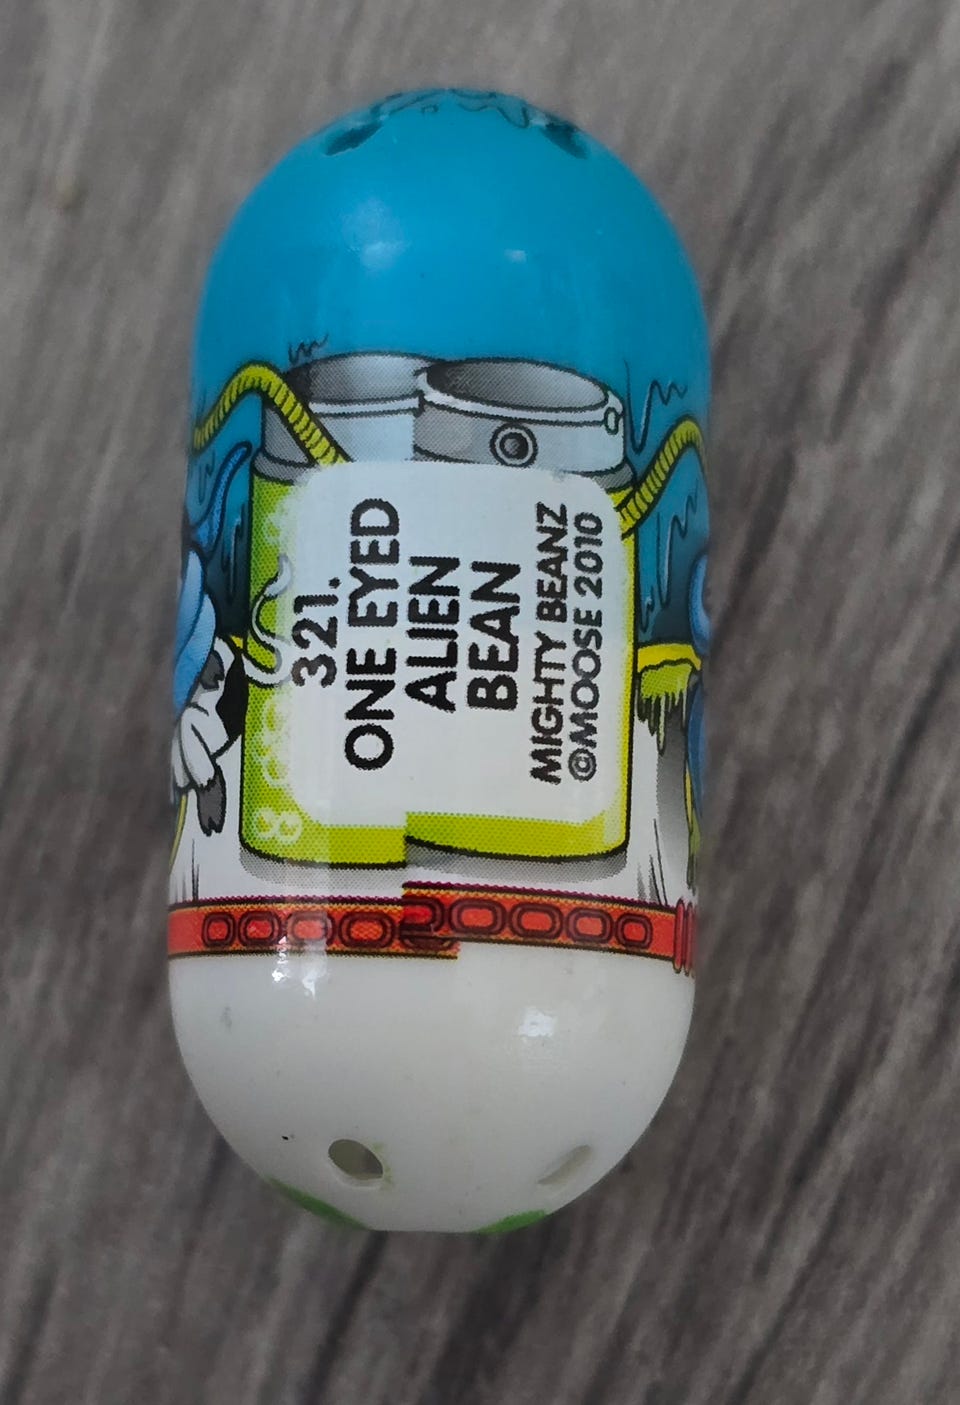 321.
ONE EYED
ALIEN
BEAN
MIGHTY BEANZ
@MOOSE 2010